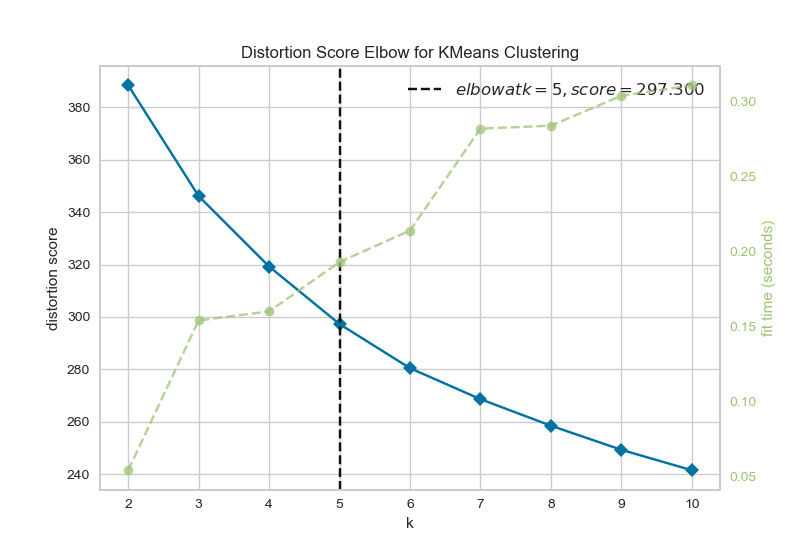 Distortion Score Elbow for KMeans Clustering
elbowatk = 5, score = 297.300
distortion score
380
360
340
320
300
280
260
240
0.30
0.25
0.20
0.15
0.10
0.05
fit time (seconds)
2 3 4 5 6 7 8 9 10
k